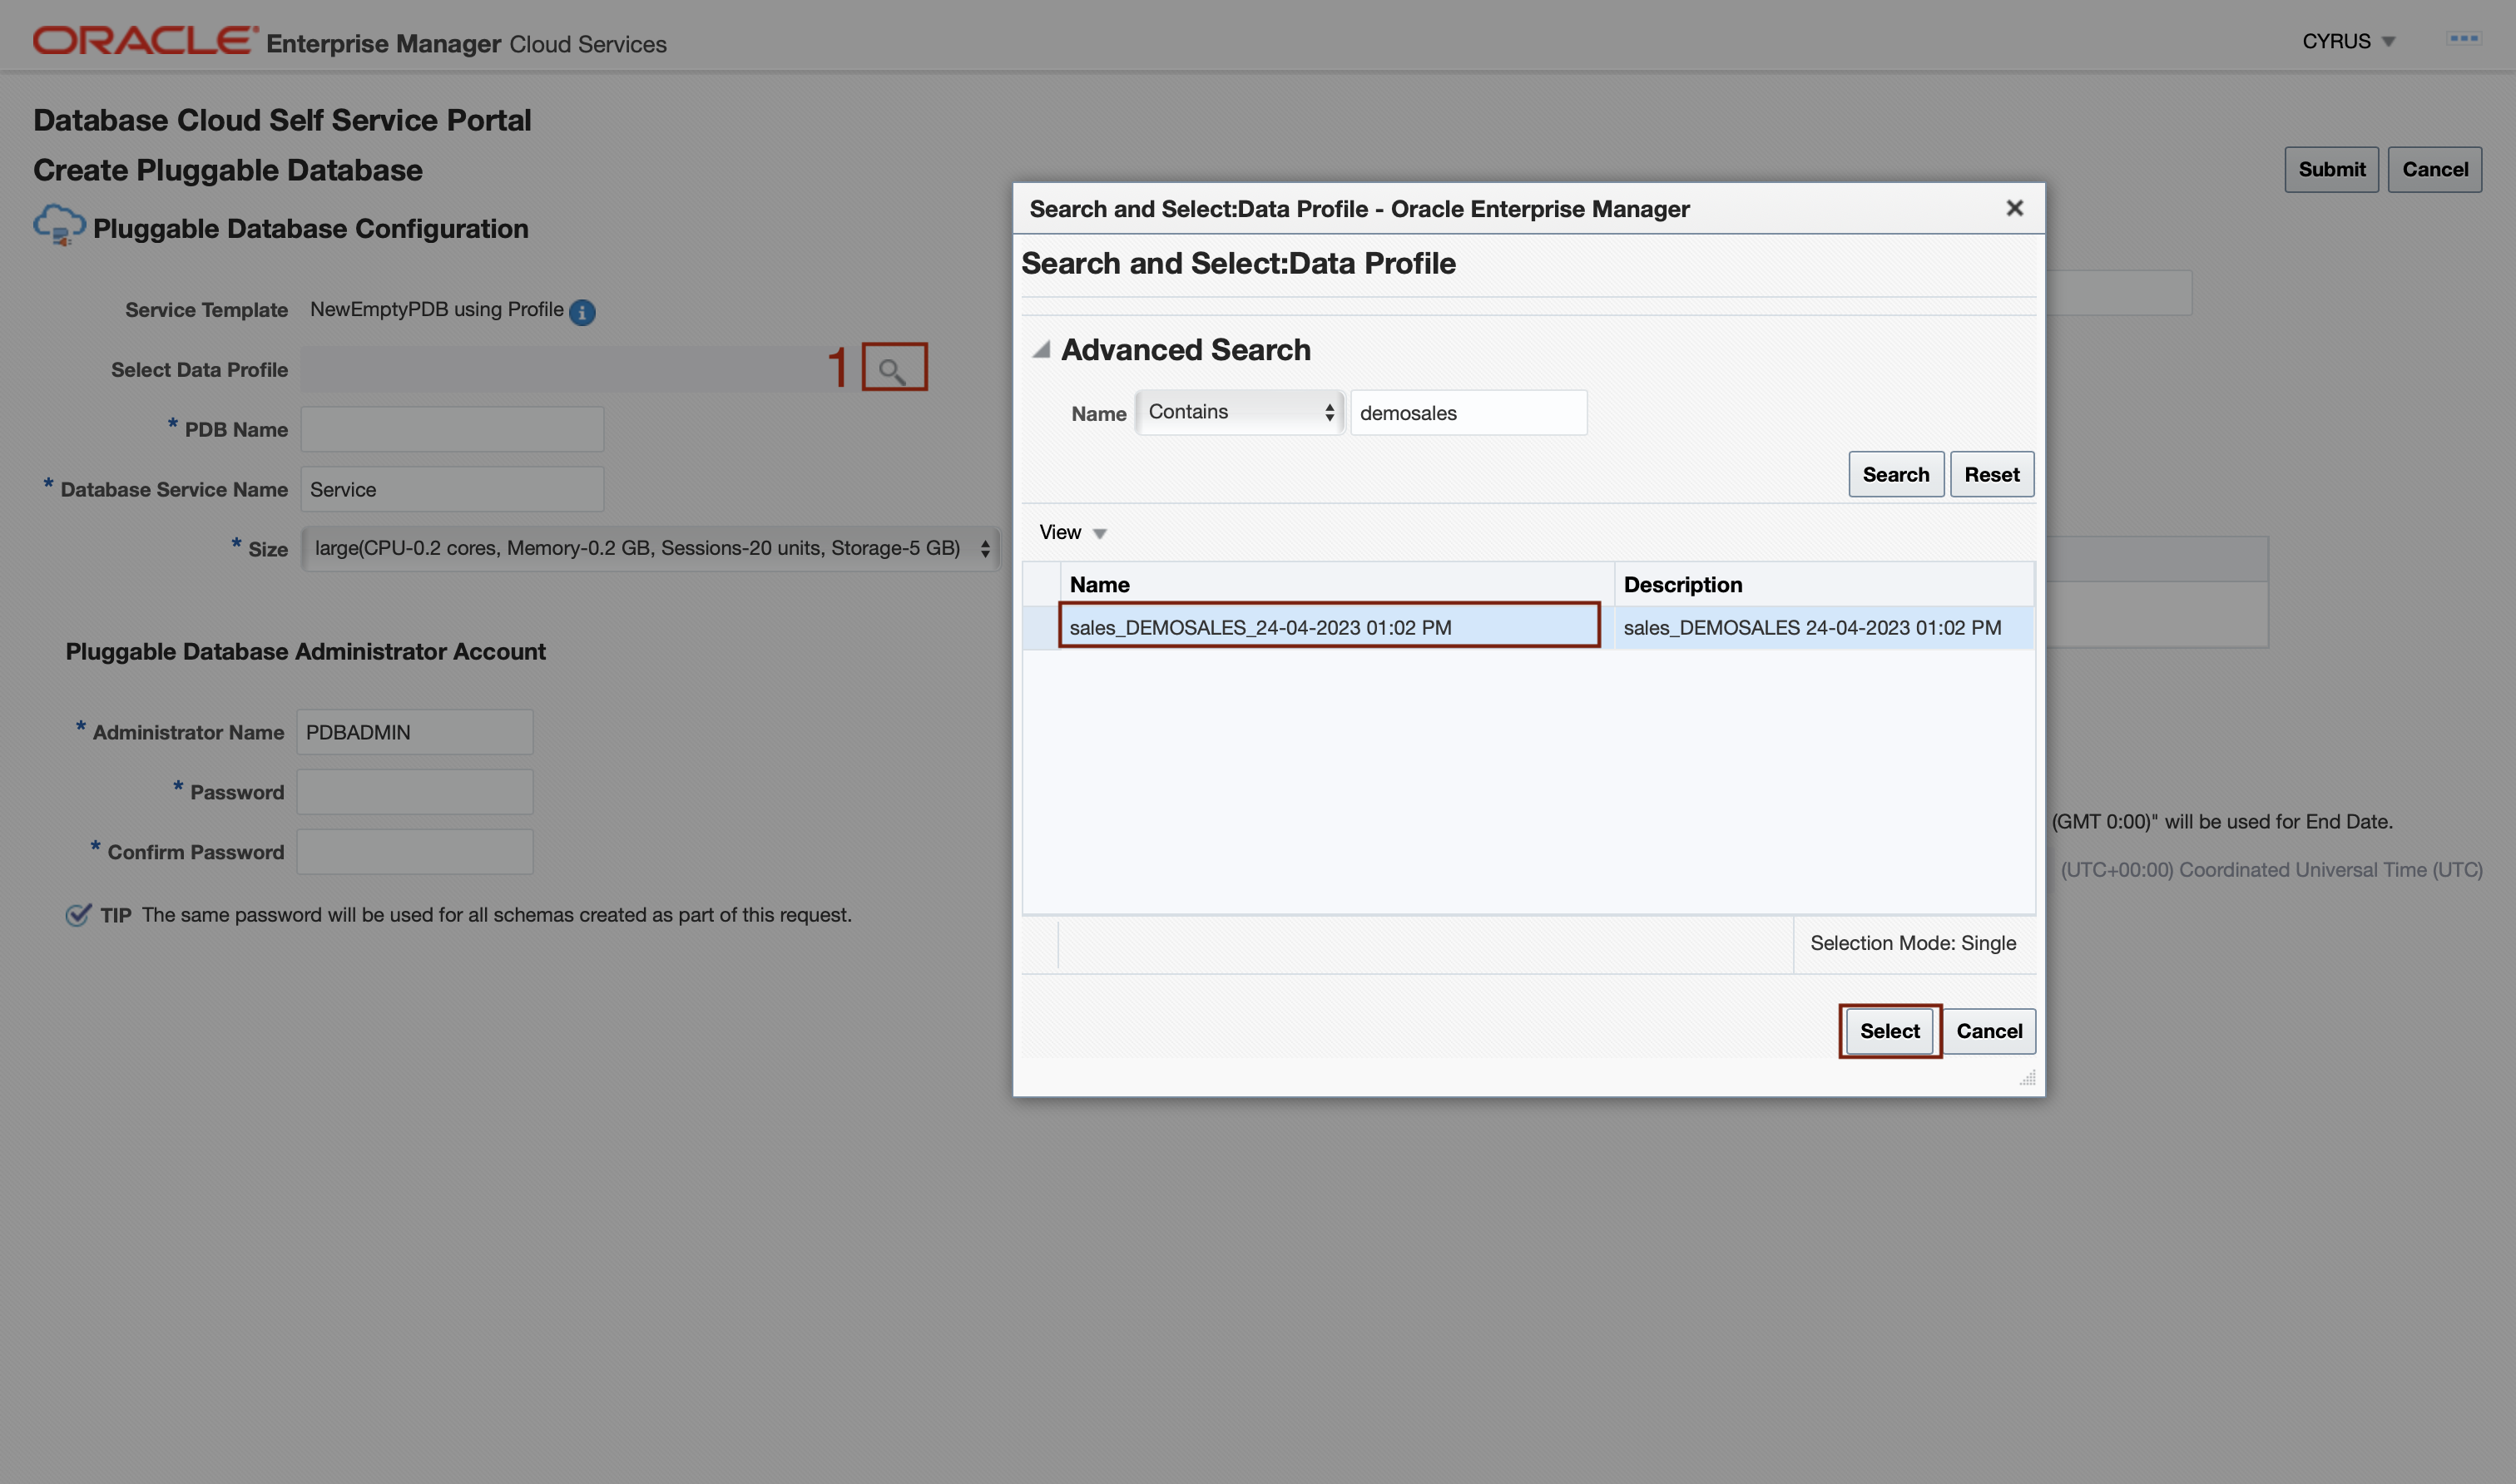 ORACLE Enterprise Manager Cloud Services
CYRUS
Database Cloud Self Service Portal
Create Pluggable Database
Submit Cancel
Pluggable Database Configuration
Service Template NewEmptyPDB using Profile
Select Data Profile 1
* PDB Name
* Database Service Name Service
* Size large(CPU-0.2 cores, Memory-0.2 GB, Sessions-20 units, Storage-5 GB)
Pluggable Database Administrator Account
* Administrator Name PDBADMIN
* Password
* Confirm Password
TIP The same password will be used for all schemas created as part of this request.
Search and Select:Data Profile - Oracle Enterprise Manager
Search and Select:Data Profile
Advanced Search
Name Contains demosales
Search Reset
View
Name Description
sales_DEMOSALES_24-04-2023 01:02 PM sales_DEMOSALES 24-04-2023 01:02 PM
Selection Mode: Single
Select Cancel
(GMT 0:00)" will be used for End Date.
(UTC+00:00) Coordinated Universal Time (UTC)